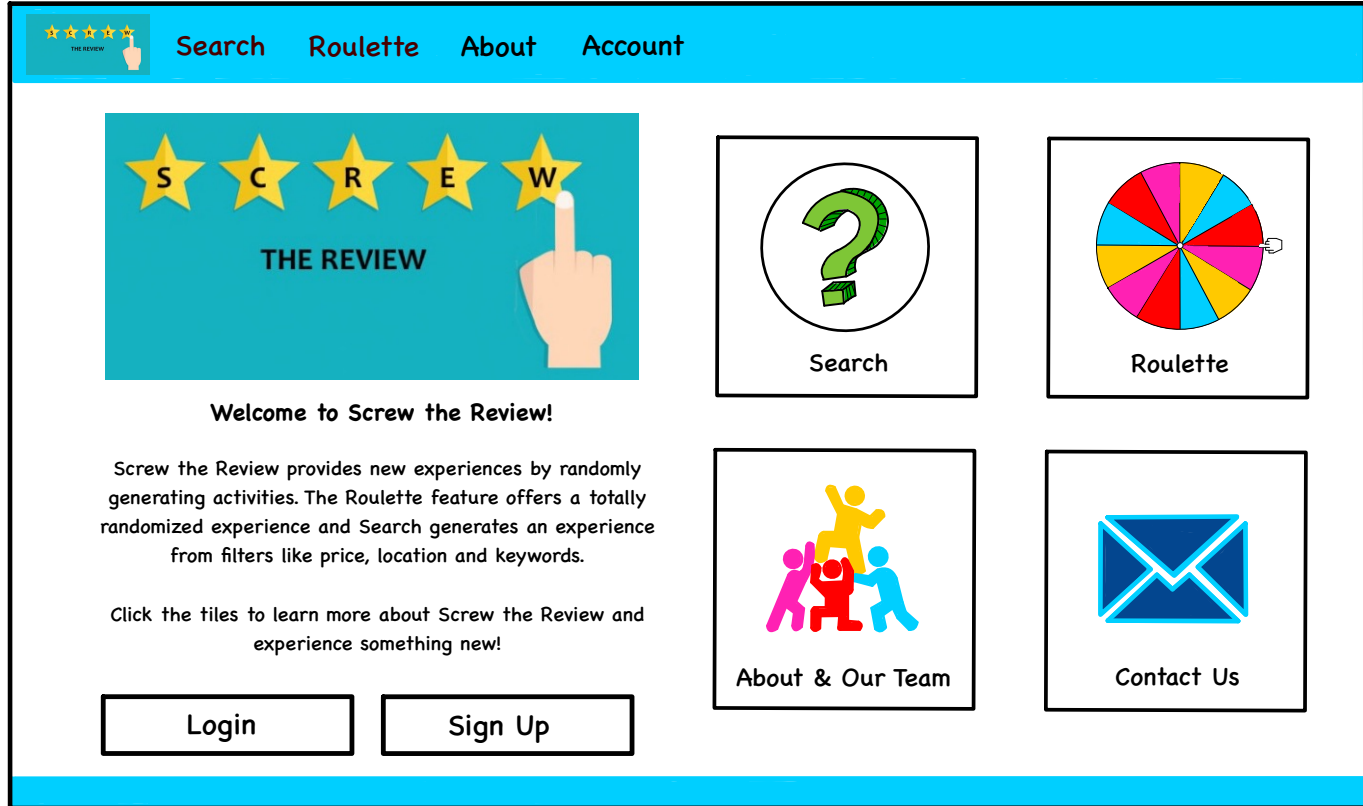 S C R E W
THE REVIEW
Search Roulette About Account
S C R E W
THE REVIEW
Welcome to Screw the Review!
Screw the Review provides new experiences by randomly
generating activities. The Roulette feature offers a totally
randomized experience and Search generates an experience
from filters like price, location and keywords.
Click the tiles to learn more about Screw the Review and
experience something new!
Login
Sign Up
Search
Roulette
About & Our Team
Contact Us